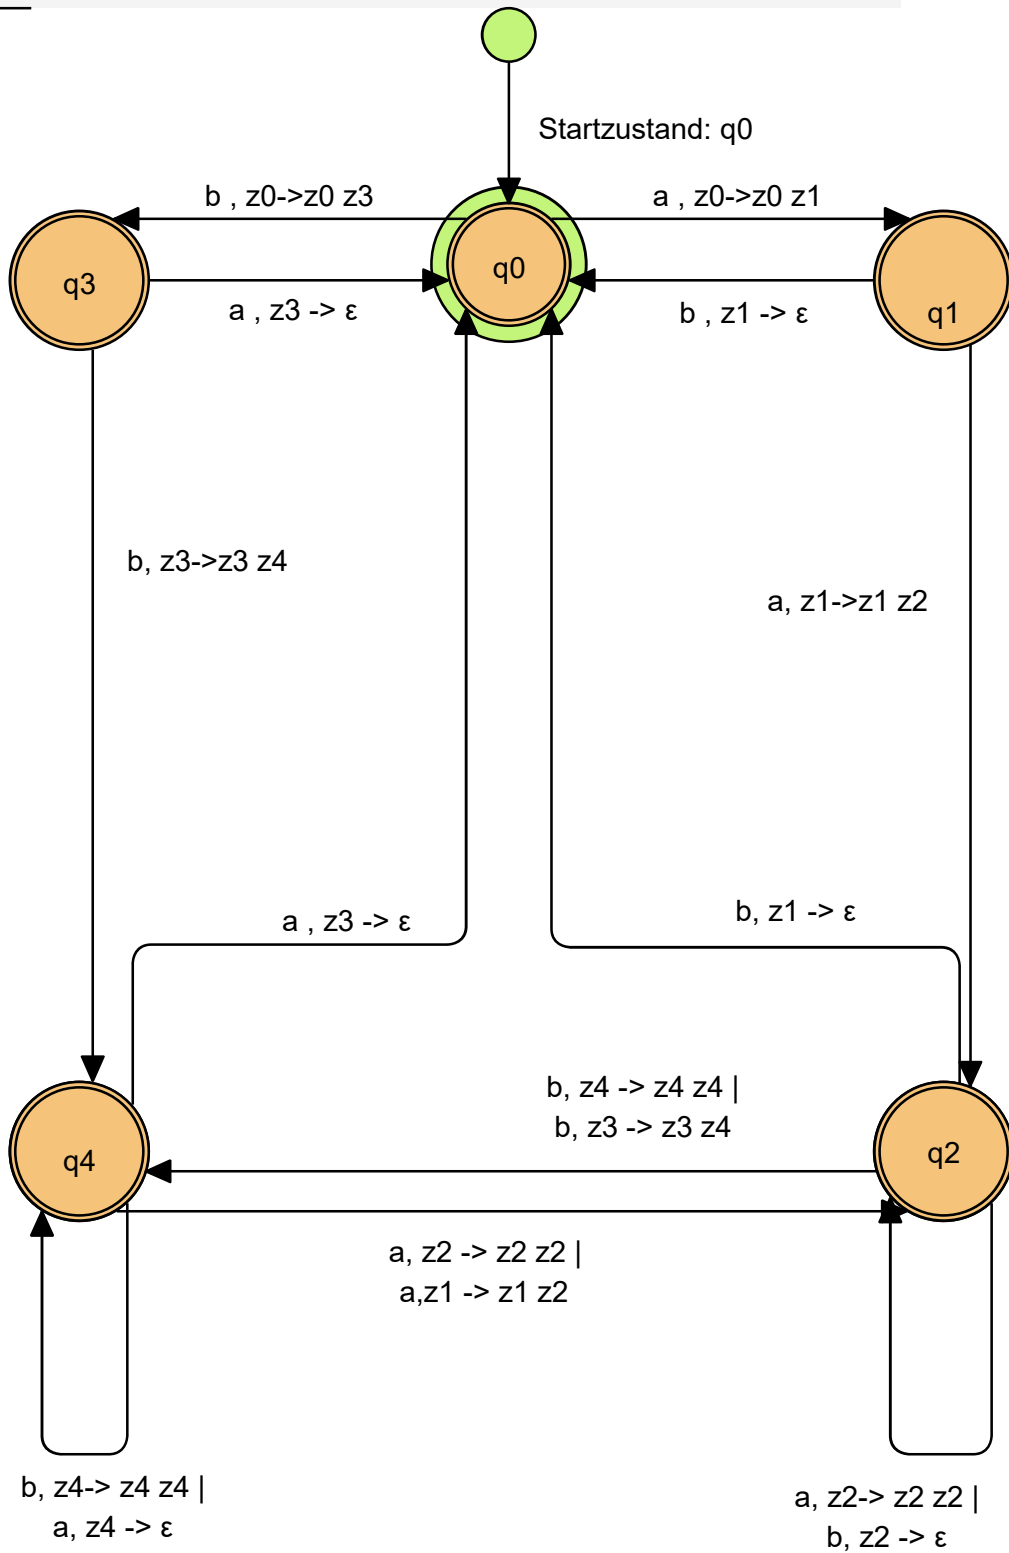 Startzustand: q0
b , z0->z0 z3
a , z0->z0 z1
q3
q0
q1
a , z3 -> ε
b , z1 -> ε
b, z3->z3 z4
a, z1->z1 z2
a , z3 -> ε
b, z1 -> ε
b, z4 -> z4 z4 |
b, z3 -> z3 z4
q4
q2
a, z2 -> z2 z2 |
a,z1 -> z1 z2
b, z4-> z4 z4 |
a, z4 -> ε
a, z2-> z2 z2 |
b, z2 -> ε